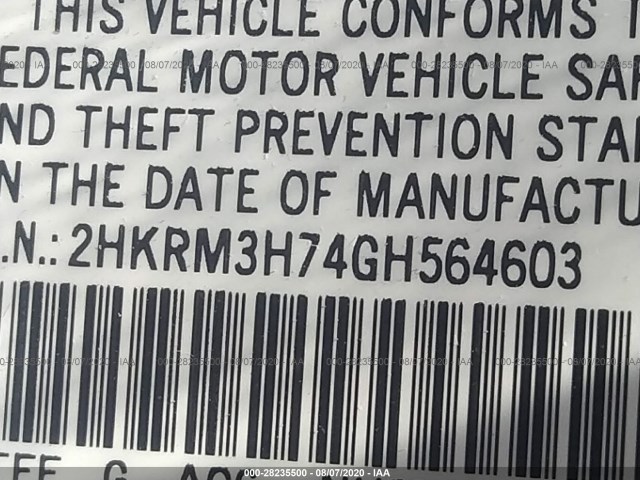 THIS VEHICLE CONFORMS T
EDERAL MOTOR VEHICLE SA
ND THEFT PREVENTION STA
N THE DATE OF MANUFACTU
.N.: 2HKRM3H74GH564603
000-28235500 - 08/07/2020 - IAA